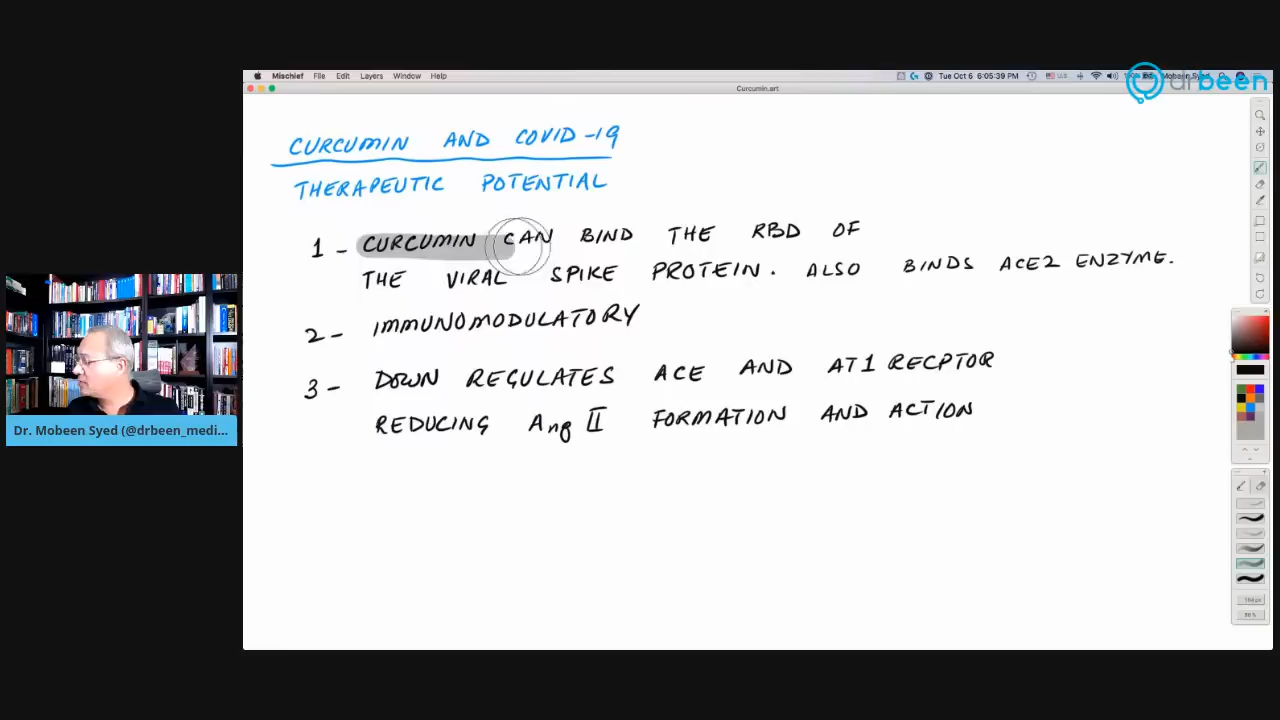 Mischief File Edit Layers Window Help
Tue Oct 6 6:05:39 PM Mobeen Syed
drbeen
Curcumin.art
CURCUMIN AND COVID-19
THERAPEUTIC POTENTIAL
1 - CURCUMIN CAN BIND THE RBD OF
THE VIRAL SPIKE PROTEIN. ALSO BINDS ACE2 ENZYME.
2 - IMMUNOMODULATORY
3 - DOWN REGULATES ACE AND AT1 RECPTOR
REDUCING Ang II FORMATION AND ACTION
Dr. Mobeen Syed (@drbeen_medi...